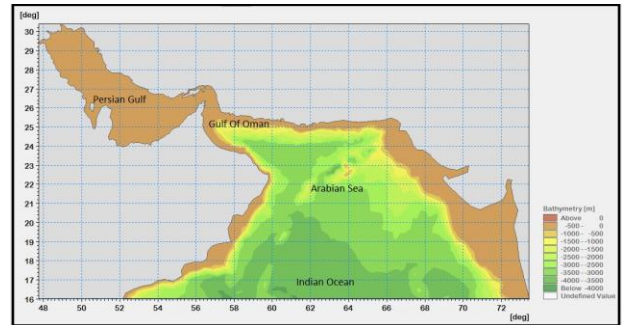 [deg]
30
29
28
27
26
25
24
23
22
21
20
19
18
17
16
Persian Gulf
Gulf Of Oman
Arabian Sea
Indian Ocean
48 50 52 54 56 58 60 62 64 66 68 70 72
[deg]
Bathymetry [m]
Above 0
-500 - 0
-1000 - -500
-1500 - -1000
-2000 - -1500
-2500 - -2000
-3000 - -2500
-3500 - -3000
-4000 - -3500
Below -4000
Undefined Value